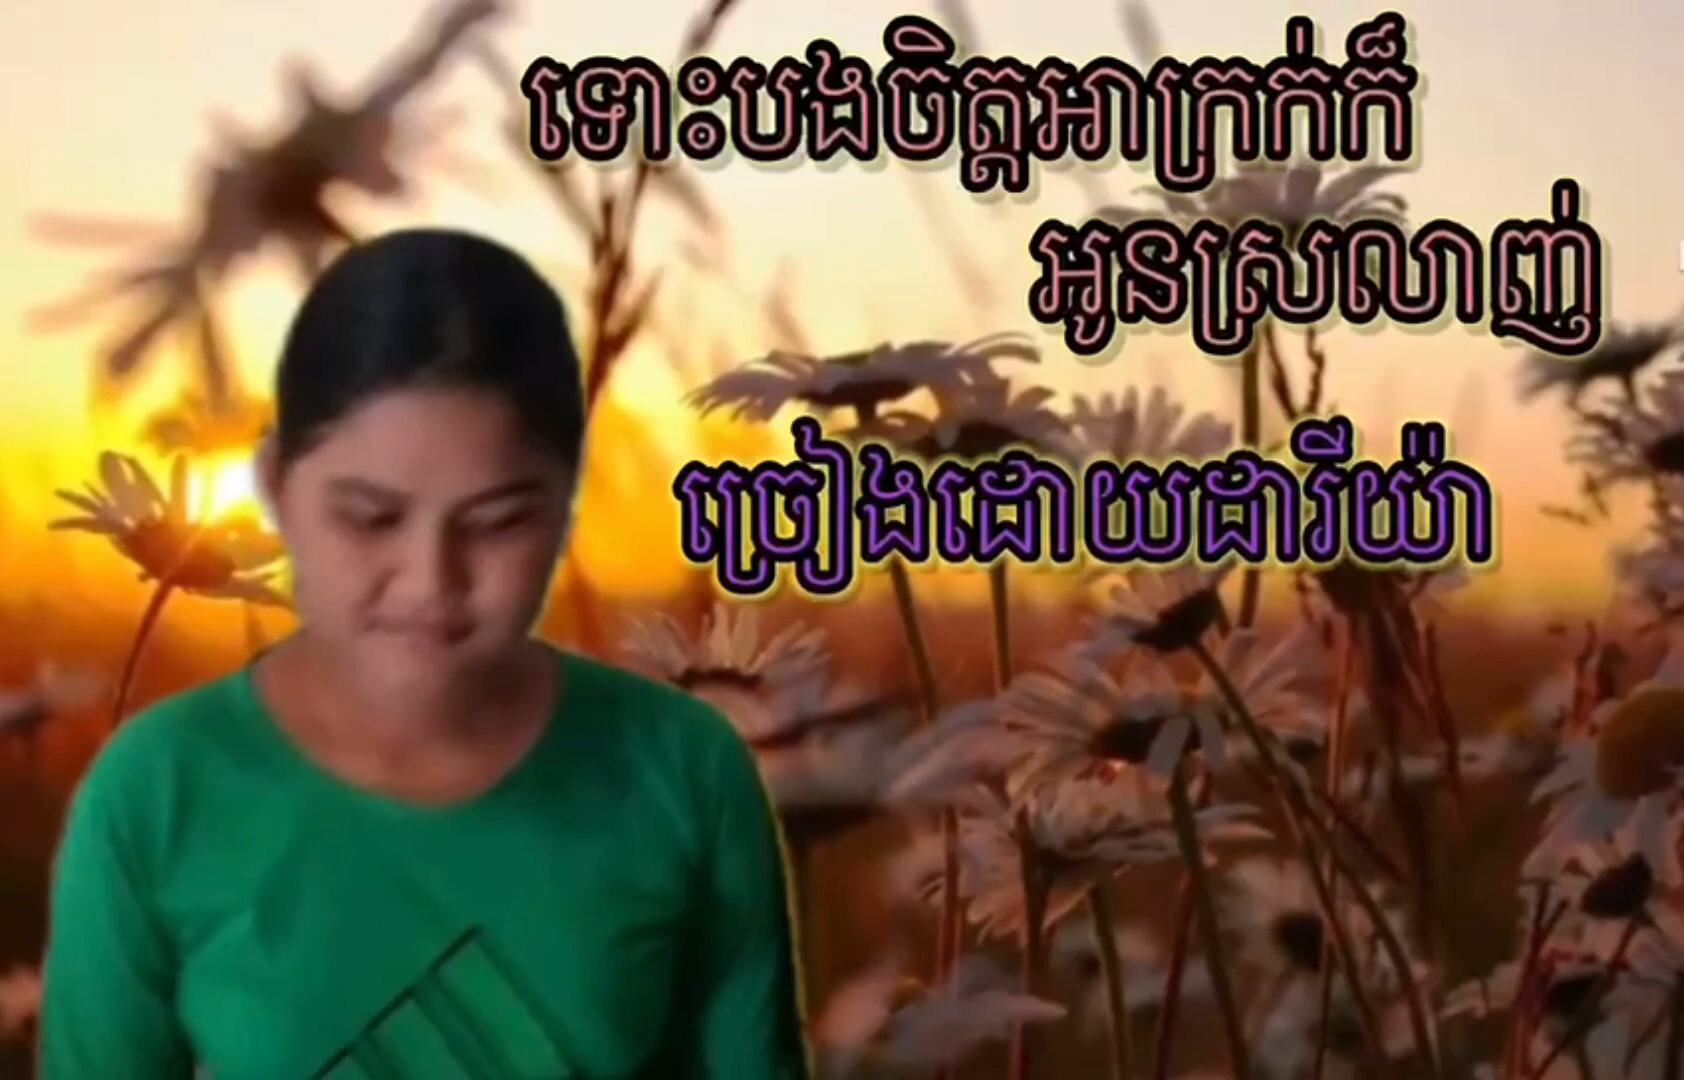 ទោះបងចិត្តអាក្រក់ក៏
អូនស្រលាញ់
ច្រៀងដោយដារីយ៉ា